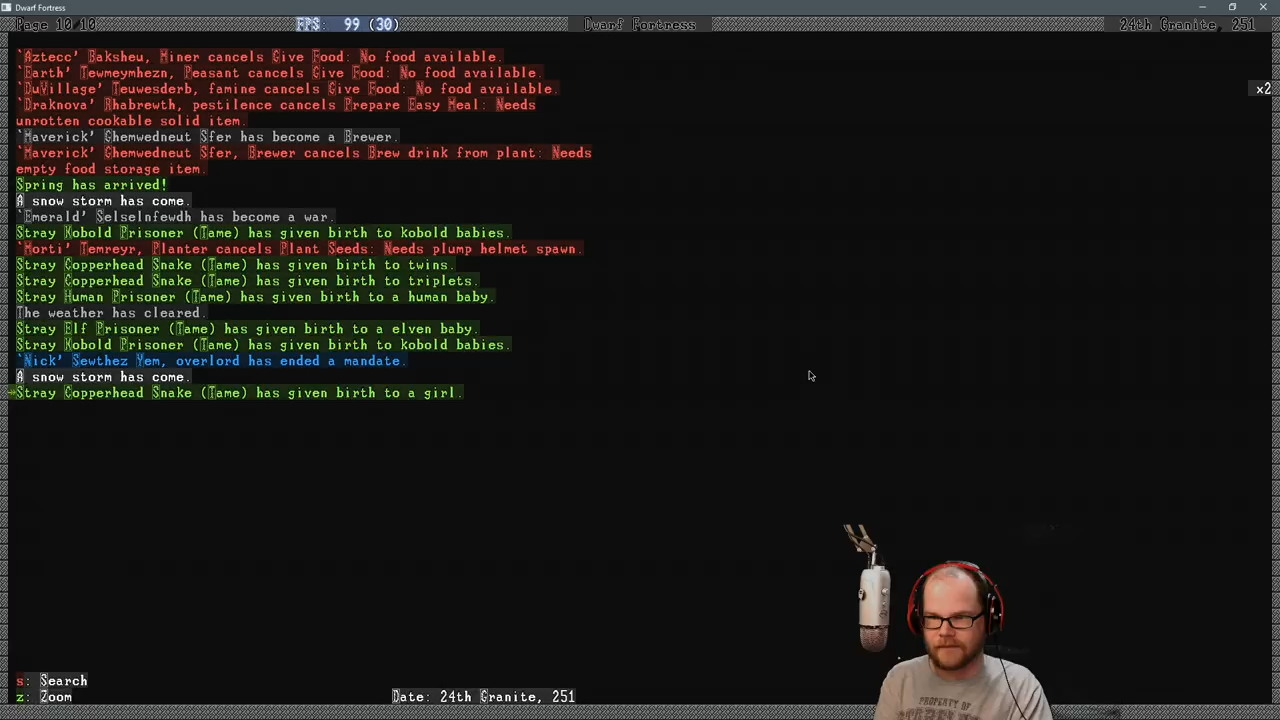 Dwarf Fortress
Page 10/10 FPS: 99 (30) Dwarf Fortress 24th Granite, 251
`Aztecc' Baksheu, Miner cancels Give Food: No food available.
`Earth' Tewmeymhezn, Peasant cancels Give Food: No food available.
`DuVillage' Teuwesderb, famine cancels Give Food: No food available.
x2
`Draknova' Rhabrewth, pestilence cancels Prepare Easy Meal: Needs
unrotten cookable solid item.
`Maverick' Ghemwedneut Sfer has become a Brewer.
`Maverick' Ghemwedneut Sfer, Brewer cancels Brew drink from plant: Needs
empty food storage item.
Spring has arrived!
A snow storm has come.
`Emerald' Selselnfewdh has become a war.
Stray Kobold Prisoner (Tame) has given birth to kobold babies.
`Morti' Temreyr, Planter cancels Plant Seeds: Needs plump helmet spawn.
Stray Copperhead Snake (Tame) has given birth to twins.
Stray Copperhead Snake (Tame) has given birth to triplets.
Stray Human Prisoner (Tame) has given birth to a human baby.
The weather has cleared.
Stray Elf Prisoner (Tame) has given birth to a elven baby.
Stray Kobold Prisoner (Tame) has given birth to kobold babies.
`Nick' Sewthez Yem, overlord has ended a mandate.
A snow storm has come.
Stray Copperhead Snake (Tame) has given birth to a girl.
s: Search
z: Zoom Date: 24th Granite, 251
PROPERTY OF